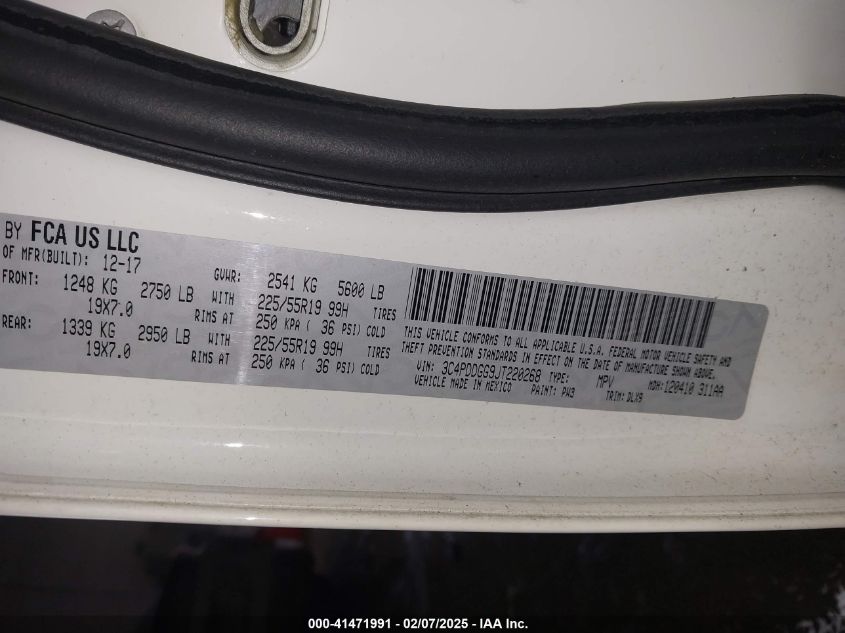 BY FCA US LLC
OF MFR(BUILT): 12-17 GVWR: 2541 KG 5600 LB
FRONT: 1248 KG 2750 LB WITH 225/55R19 99H TIRES
19X7.0 RIMS AT 250 KPA ( 36 PSI) COLD
REAR: 1339 KG 2950 LB WITH 225/55R19 99H TIRES
19X7.0 RIMS AT 250 KPA ( 36 PSI) COLD
THIS VEHICLE CONFORMS TO ALL APPLICABLE U.S.A. FEDERAL MOTOR VEHICLE SAFETY AND
THEFT PREVENTION STANDARDS IN EFFECT ON THE DATE OF MANUFACTURE SHOWN ABOVE.
VIN: 3C4PDDGG9JT220268 TYPE: MPV MDH:120410 311AA
VEHICLE MADE IN MEXICO PAINT: PW3 TRIM: DLX9
000-41471991 - 02/07/2025 - IAA Inc.